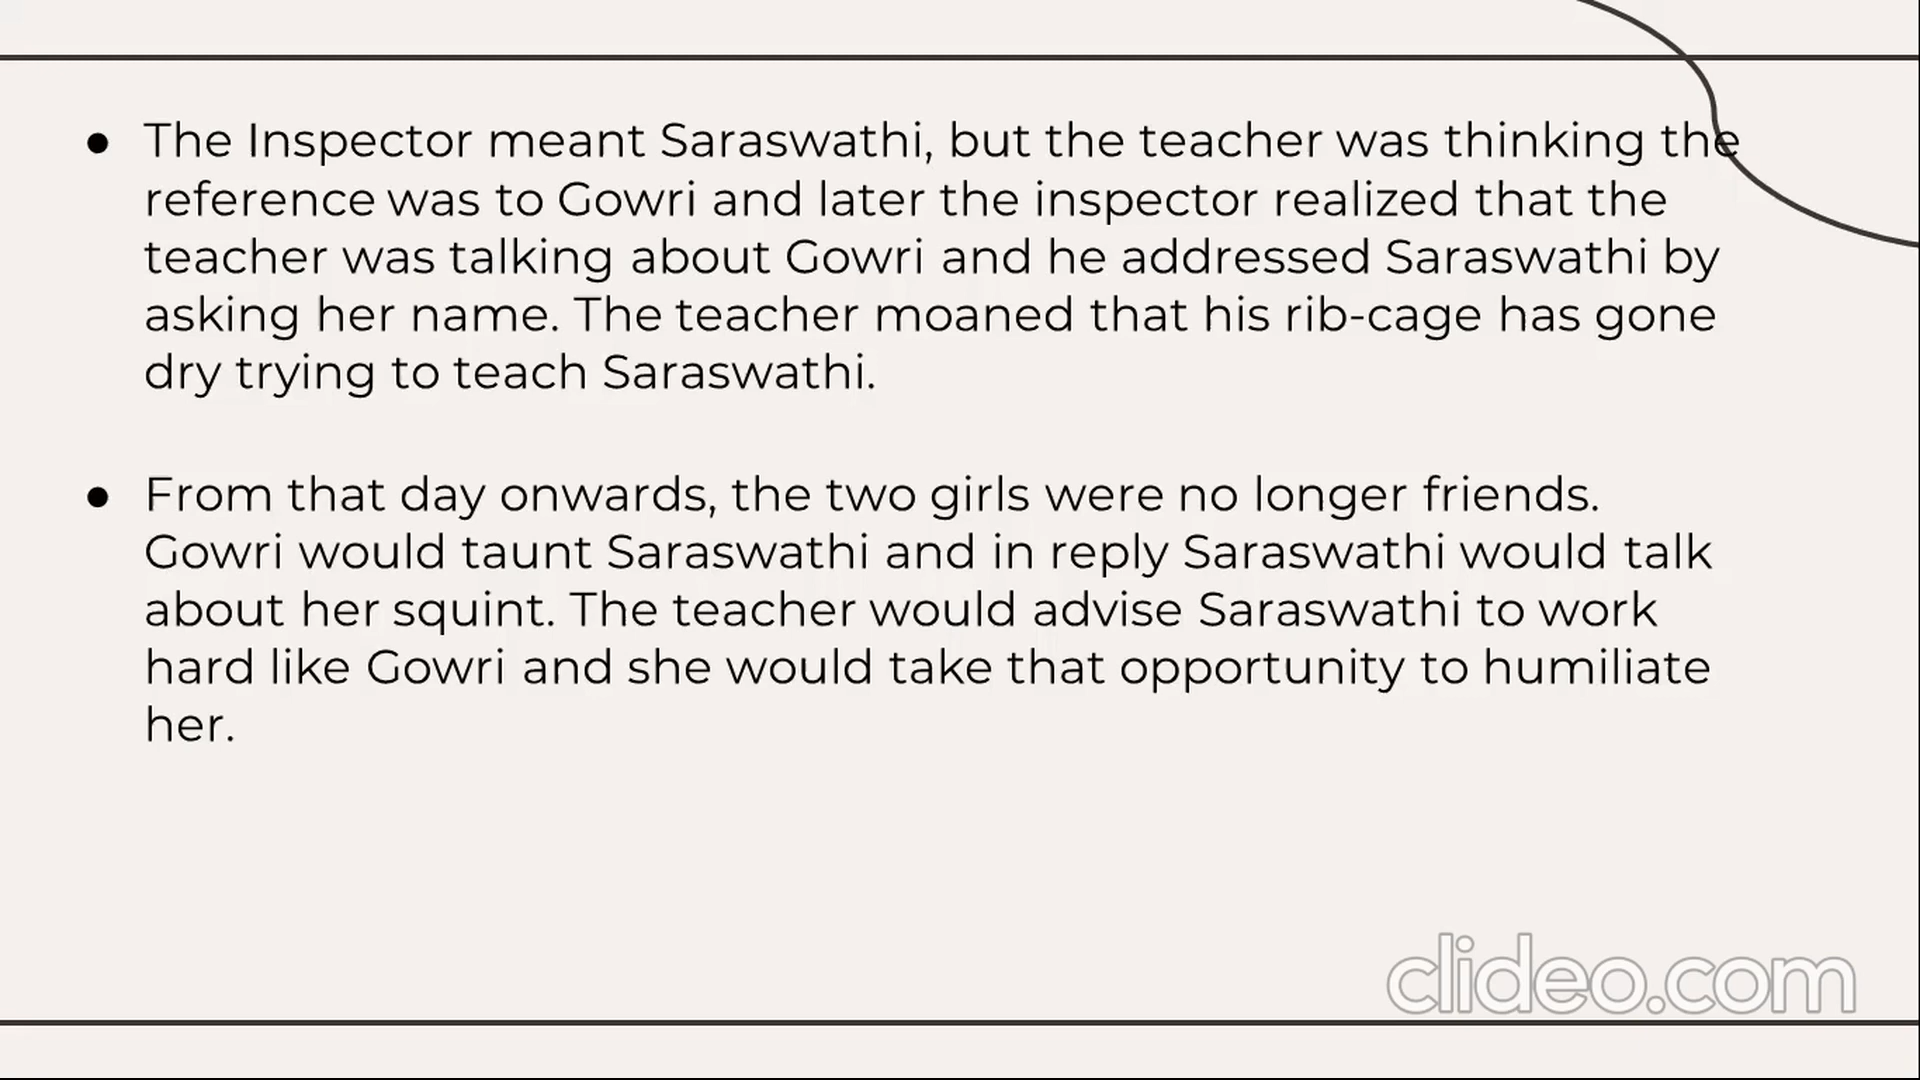 ● The Inspector meant Saraswathi, but the teacher was thinking the
reference was to Gowri and later the inspector realized that the
teacher was talking about Gowri and he addressed Saraswathi by
asking her name. The teacher moaned that his rib-cage has gone
dry trying to teach Saraswathi.
● From that day onwards, the two girls were no longer friends.
Gowri would taunt Saraswathi and in reply Saraswathi would talk
about her squint. The teacher would advise Saraswathi to work
hard like Gowri and she would take that opportunity to humiliate
her.
clideo.com